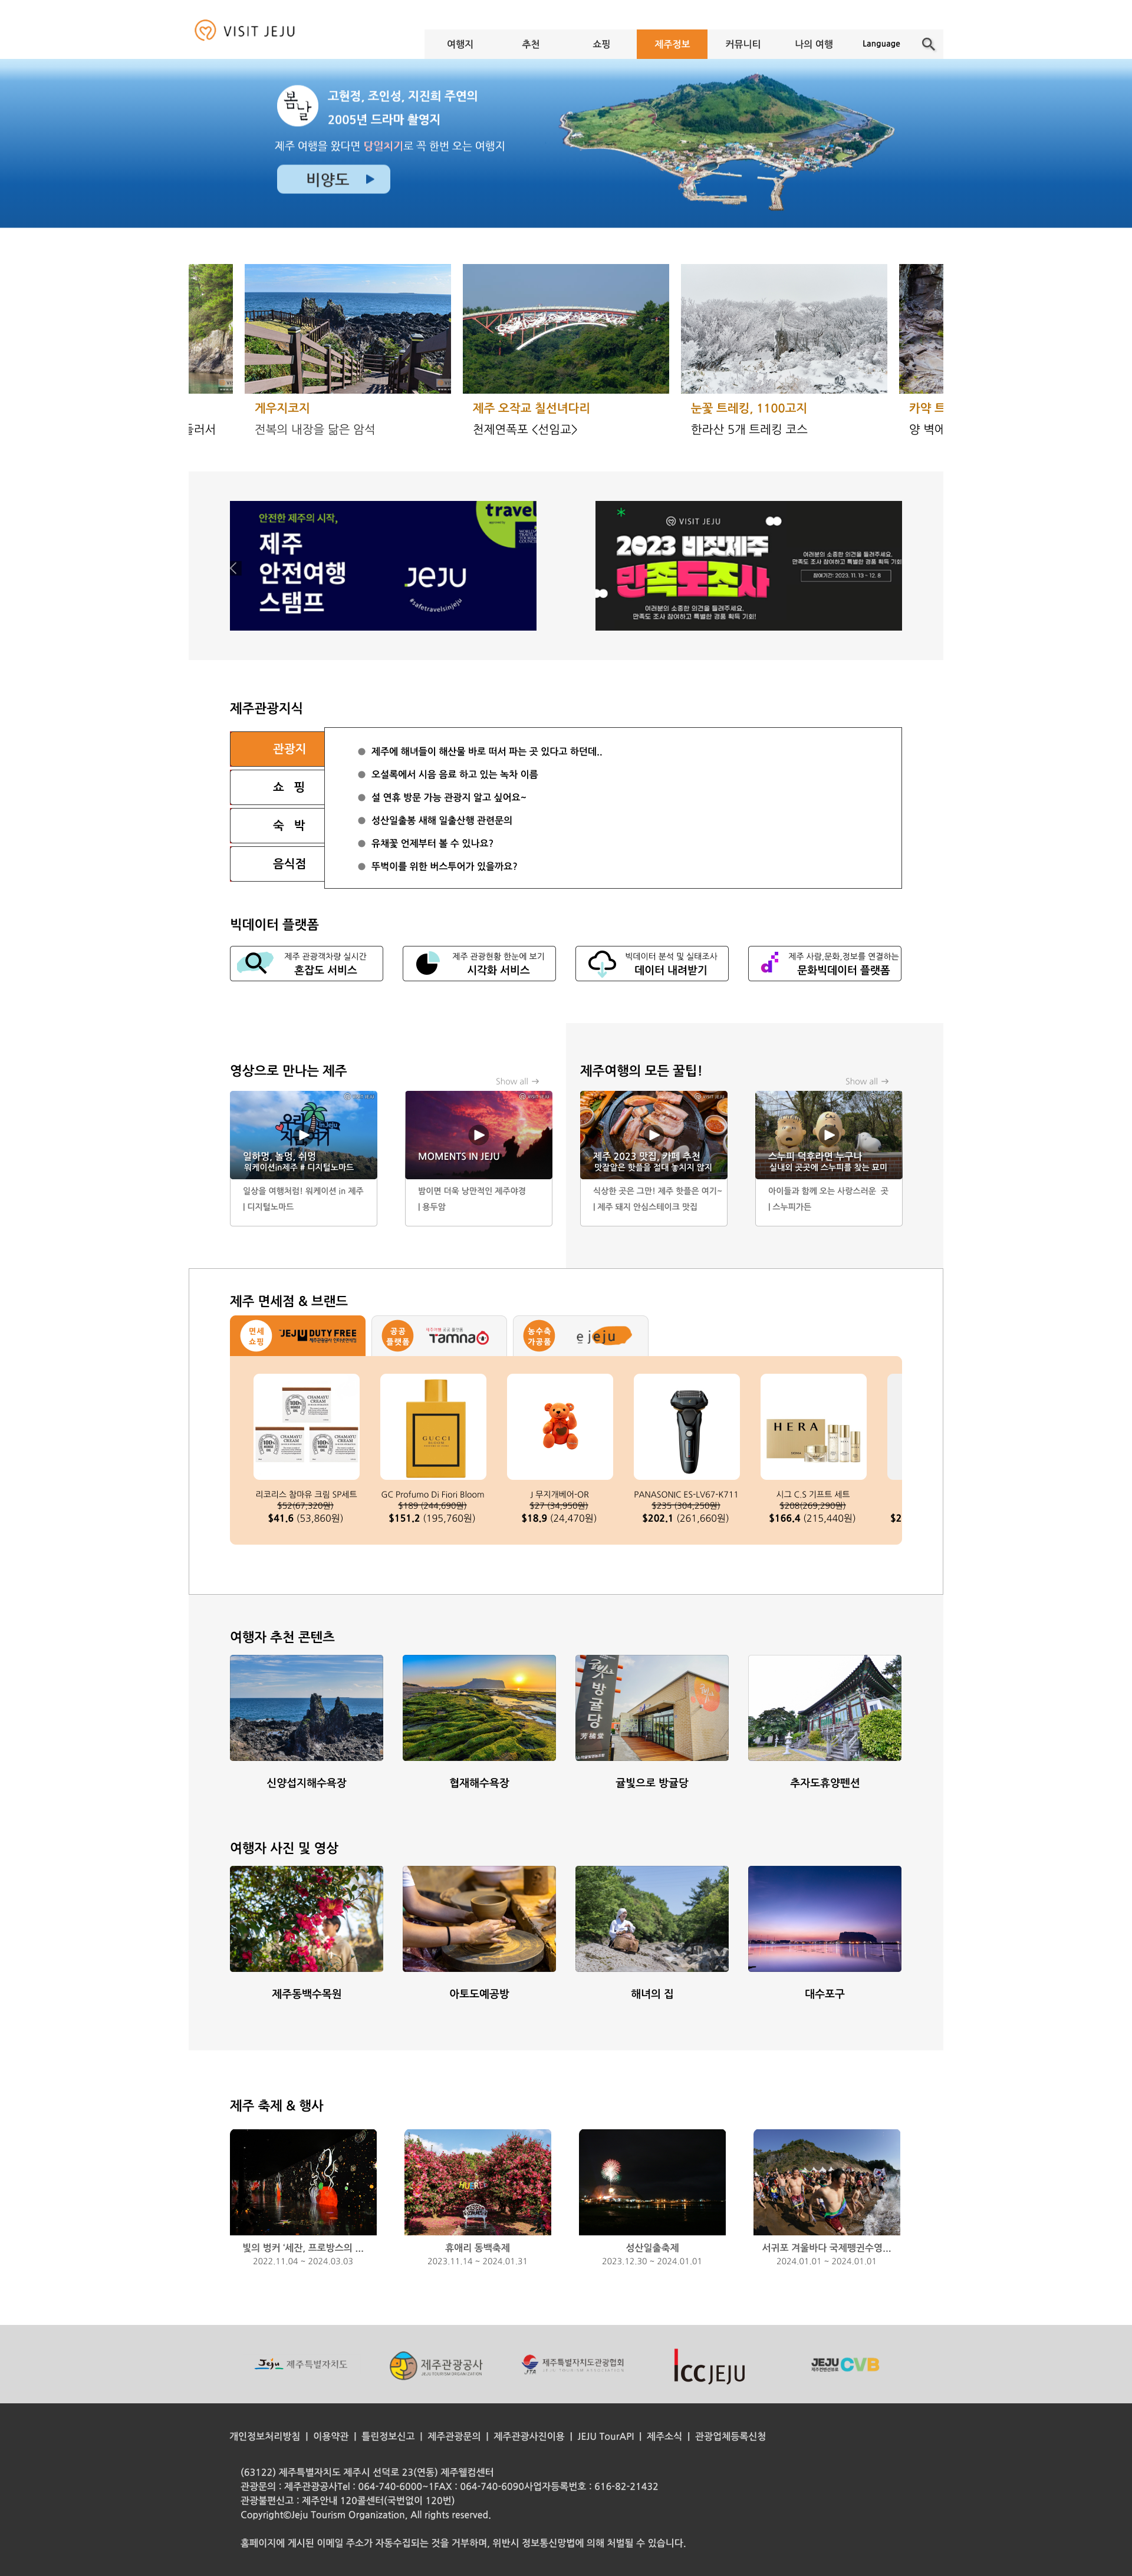 VISIT JEJU
여행지
추천
쇼핑
제주정보
커뮤니티
나의 여행
Language
봄날
고현정, 조인성, 지진희 주연의
2005년 드라마 촬영지
제주 여행을 왔다면 당일치기로 꼭 한번 오는 여행지
비양도
들러서
게우지코지
전복의 내장을 닮은 암석
제주 오작교 칠선녀다리
천제연폭포 <선임교>
눈꽃 트레킹, 1100고지
한라산 5개 트레킹 코스
카약 트
양 벽에
안전한 제주의 시작,
제주
안전여행
스탬프
travel
JEJU
#safetravelsinjeju
VISIT JEJU
2023 비짓제주
만족도조사
여러분의 소중한 의견을 들려주세요.
만족도 조사 참여하고 특별한 경품 획득 기회!
여러분의 소중한 의견을 들려주세요.
만족도 조사 참여하고 특별한 경품 획득 기회
참여기간: 2023. 11. 13 ~ 12. 8
제주관광지식
관광지
쇼 핑
숙 박
음식점
제주에 해녀들이 해산물 바로 떠서 파는 곳 있다고 하던데..
오설록에서 시음 음료 하고 있는 녹차 이름
설 연휴 방문 가능 관광지 알고 싶어요~
성산일출봉 새해 일출산행 관련문의
유채꽃 언제부터 볼 수 있나요?
뚜벅이를 위한 버스투어가 있을까요?
빅데이터 플랫폼
제주 관광객차량 실시간
혼잡도 서비스
제주 관광현황 한눈에 보기
시각화 서비스
빅데이터 분석 및 실태조사
데이터 내려받기
제주 사람,문화,정보를 연결하는
문화빅데이터 플랫폼
영상으로 만나는 제주
Show all →
일하멍, 놀멍, 쉬멍
워케이션in제주 # 디지털노마드
일상을 여행처럼! 워케이션 in 제주
| 디지털노마드
MOMENTS IN JEJU
밤이면 더욱 낭만적인 제주야경
| 용두암
제주여행의 모든 꿀팁!
Show all →
제주 2023 맛집, 카페 추천
맛잘알은 핫플을 절대 놓치지 않지
식상한 곳은 그만! 제주 핫플은 여기~
| 제주 돼지 안심스테이크 맛집
스누피 덕후라면 누구나
실내외 곳곳에 스누피를 찾는 묘미
아이들과 함께 오는 사랑스러운 곳
| 스누피가든
제주 면세점 & 브랜드
면세
쇼핑
JEJU DUTY FREE
제주관광공사 인터넷면세점
공공
플랫폼
제주여행 공공 플랫폼
TAMNAO
농수축
가공품
e jeju
CHAMAYU
CREAM
100%
CHAMAYU
CREAM
100%
CHAMAYU
CREAM
100%
리코리스 참마유 크림 SP세트
$52(67,320원)
$41.6 (53,860원)
GUCCI
BLOOM
GC Profumo Di Fiori Bloom
$189 (244,690원)
$151.2 (195,760원)
J 무지개베어-OR
$27 (34,950원)
$18.9 (24,470원)
PANASONIC ES-LV67-K711
$235 (304,250원)
$202.1 (261,660원)
HERA
시그 C.S 기프트 세트
$208(269,290원)
$166.4 (215,440원)
$2
여행자 추천 콘텐츠
방귤당
신양섭지해수욕장
협재해수욕장
귤빛으로 방귤당
추자도휴양펜션
여행자 사진 및 영상
제주동백수목원
아토도예공방
해녀의 집
대수포구
제주 축제 & 행사
빛의 벙커 '세잔, 프로방스의 ...
2022.11.04 ~ 2024.03.03
휴애리 동백축제
2023.11.14 ~ 2024.01.31
성산일출축제
2023.12.30 ~ 2024.01.01
서귀포 겨울바다 국제펭귄수영...
2024.01.01 ~ 2024.01.01
Jeju 제주특별자치도
제주관광공사
JEJU TOURISM ORGANIZATION
JTA
제주특별자치도관광협회
JEJU TOURISM ASSOCIATION
ICC JEJU
JEJU CVB
제주컨벤션뷰로
개인정보처리방침 | 이용약관 | 틀린정보신고 | 제주관광문의 | 제주관광사진이용 | JEJU TourAPI | 제주소식 | 관광업체등록신청
(63122) 제주특별자치도 제주시 선덕로 23(연동) 제주웰컴센터
관광문의 : 제주관광공사Tel : 064-740-6000~1FAX : 064-740-6090사업자등록번호 : 616-82-21432
관광불편신고 : 제주안내 120콜센터(국번없이 120번)
Copyright©Jeju Tourism Organization, All rights reserved.
홈페이지에 게시된 이메일 주소가 자동수집되는 것을 거부하며, 위반시 정보통신망법에 의해 처벌될 수 있습니다.